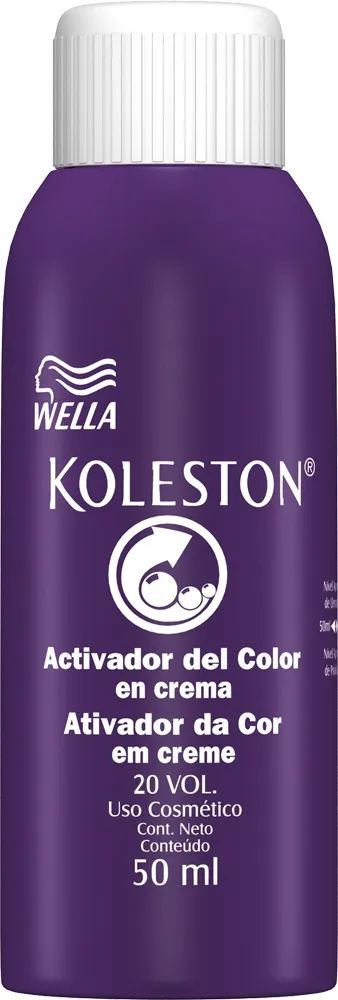 WELLA
KOLESTON®
Activador del Color
en crema
Ativador da Cor
em creme
20 VOL.
Uso Cosmético
Cont. Neto
Conteúdo
50 ml
50ml